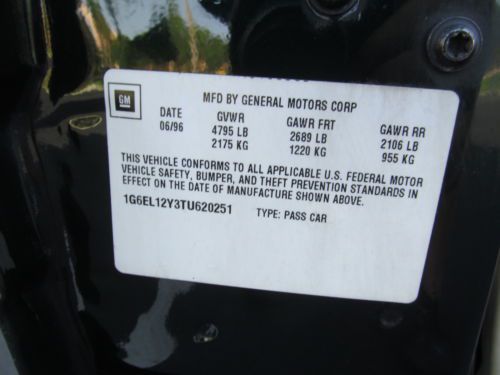 GM
MFD BY GENERAL MOTORS CORP
DATE GVWR GAWR FRT GAWR RR
06/96 4795 LB 2689 LB 2106 LB
2175 KG 1220 KG 955 KG
THIS VEHICLE CONFORMS TO ALL APPLICABLE U.S. FEDERAL MOTOR
VEHICLE SAFETY, BUMPER, AND THEFT PREVENTION STANDARDS IN
EFFECT ON THE DATE OF MANUFACTURE SHOWN ABOVE.
1G6EL12Y3TU620251 TYPE: PASS CAR